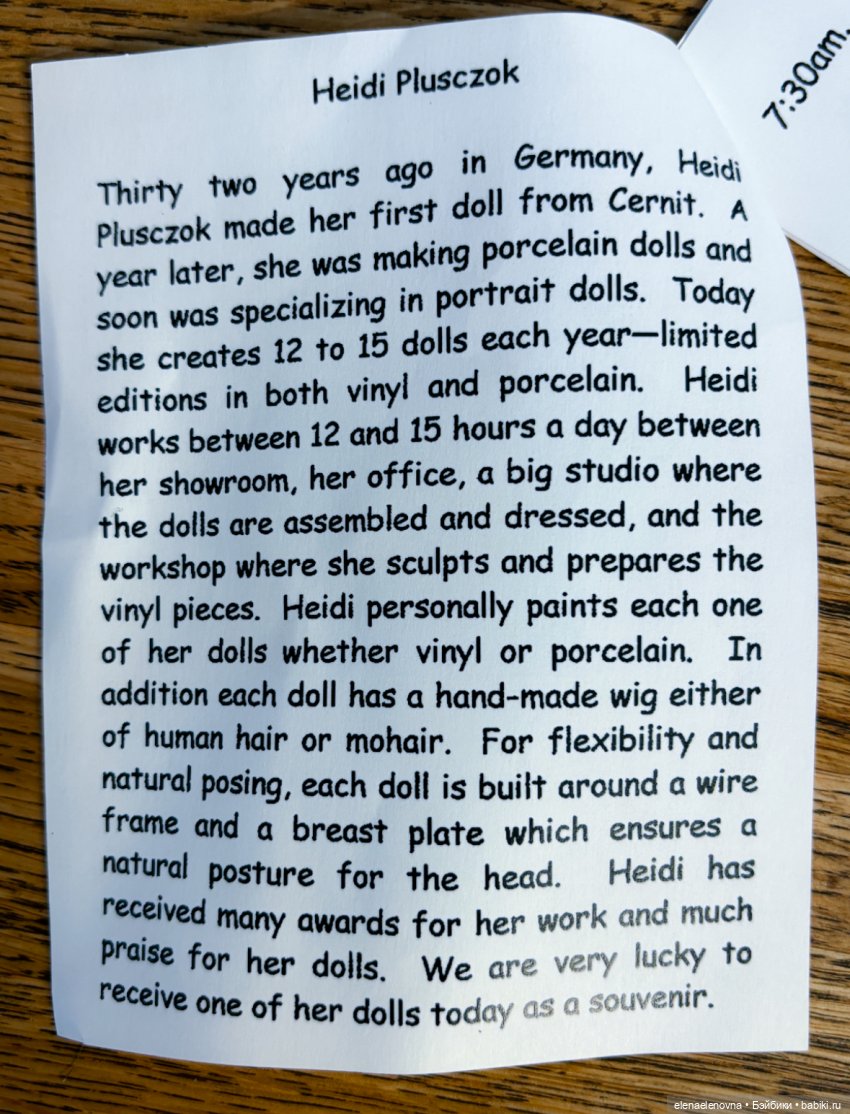 Heidi Plusczok
7:30am.
Thirty two years ago in Germany, Heidi
Plusczok made her first doll from Cernit. A
year later, she was making porcelain dolls and
soon was specializing in portrait dolls. Today
she creates 12 to 15 dolls each year—limited
editions in both vinyl and porcelain. Heidi
works between 12 and 15 hours a day between
her showroom, her office, a big studio where
the dolls are assembled and dressed, and the
workshop where she sculpts and prepares the
vinyl pieces. Heidi personally paints each one
of her dolls whether vinyl or porcelain. In
addition each doll has a hand-made wig either
of human hair or mohair. For flexibility and
natural posing, each doll is built around a wire
frame and a breast plate which ensures a
natural posture for the head. Heidi has
received many awards for her work and much
praise for her dolls. We are very lucky to
receive one of her dolls today as a souvenir.
elenaelenovna • Бэйбики • babiki.ru